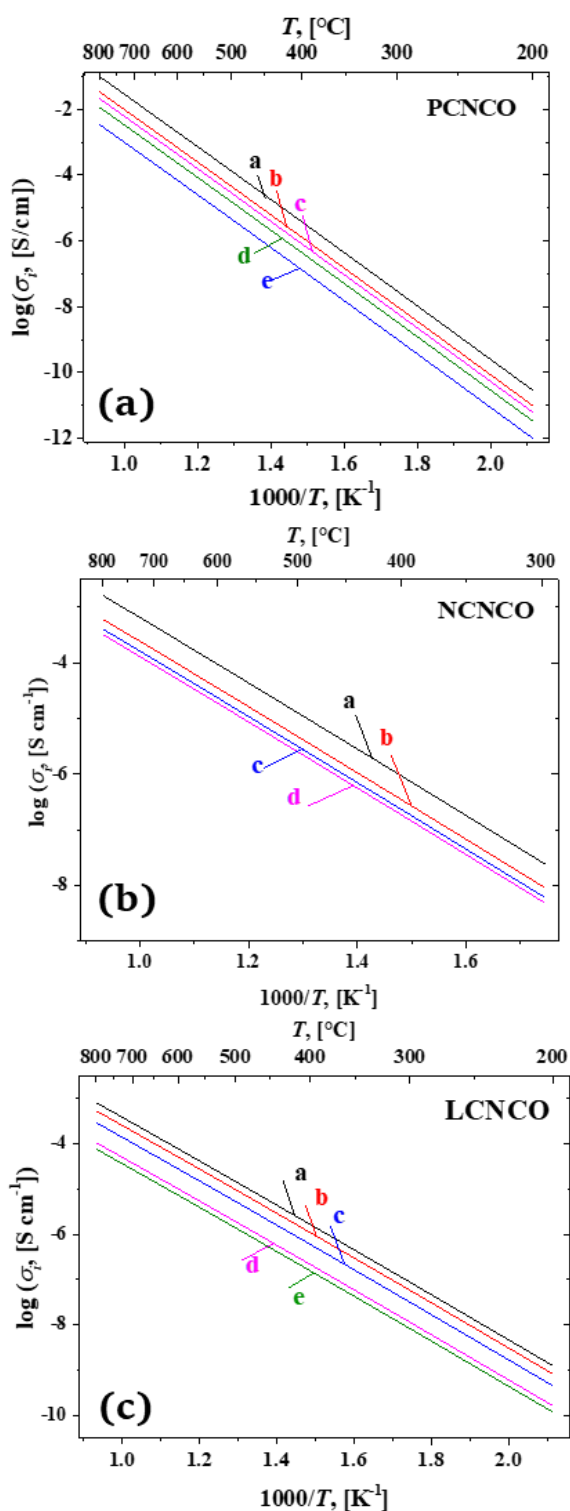 T, [°C]
800 700 600 500 400 300 200
PCNCO
-2
-4
-6
-8
-10
-12
log(σi, [S/cm])
a
b
c
d
e
(a)
1.0 1.2 1.4 1.6 1.8 2.0
1000/T, [K-1]
T, [°C]
800 700 600 500 400 300
NCNCO
-4
-6
-8
log (σi, [S cm-1])
a
b
c
d
(b)
1.0 1.2 1.4 1.6
1000/T, [K-1]
T, [°C]
800 700 600 500 400 300 200
LCNCO
-4
-6
-8
-10
log (σi, [S cm-1])
a
b
c
d
e
(c)
1.0 1.2 1.4 1.6 1.8 2.0
1000/T, [K-1]